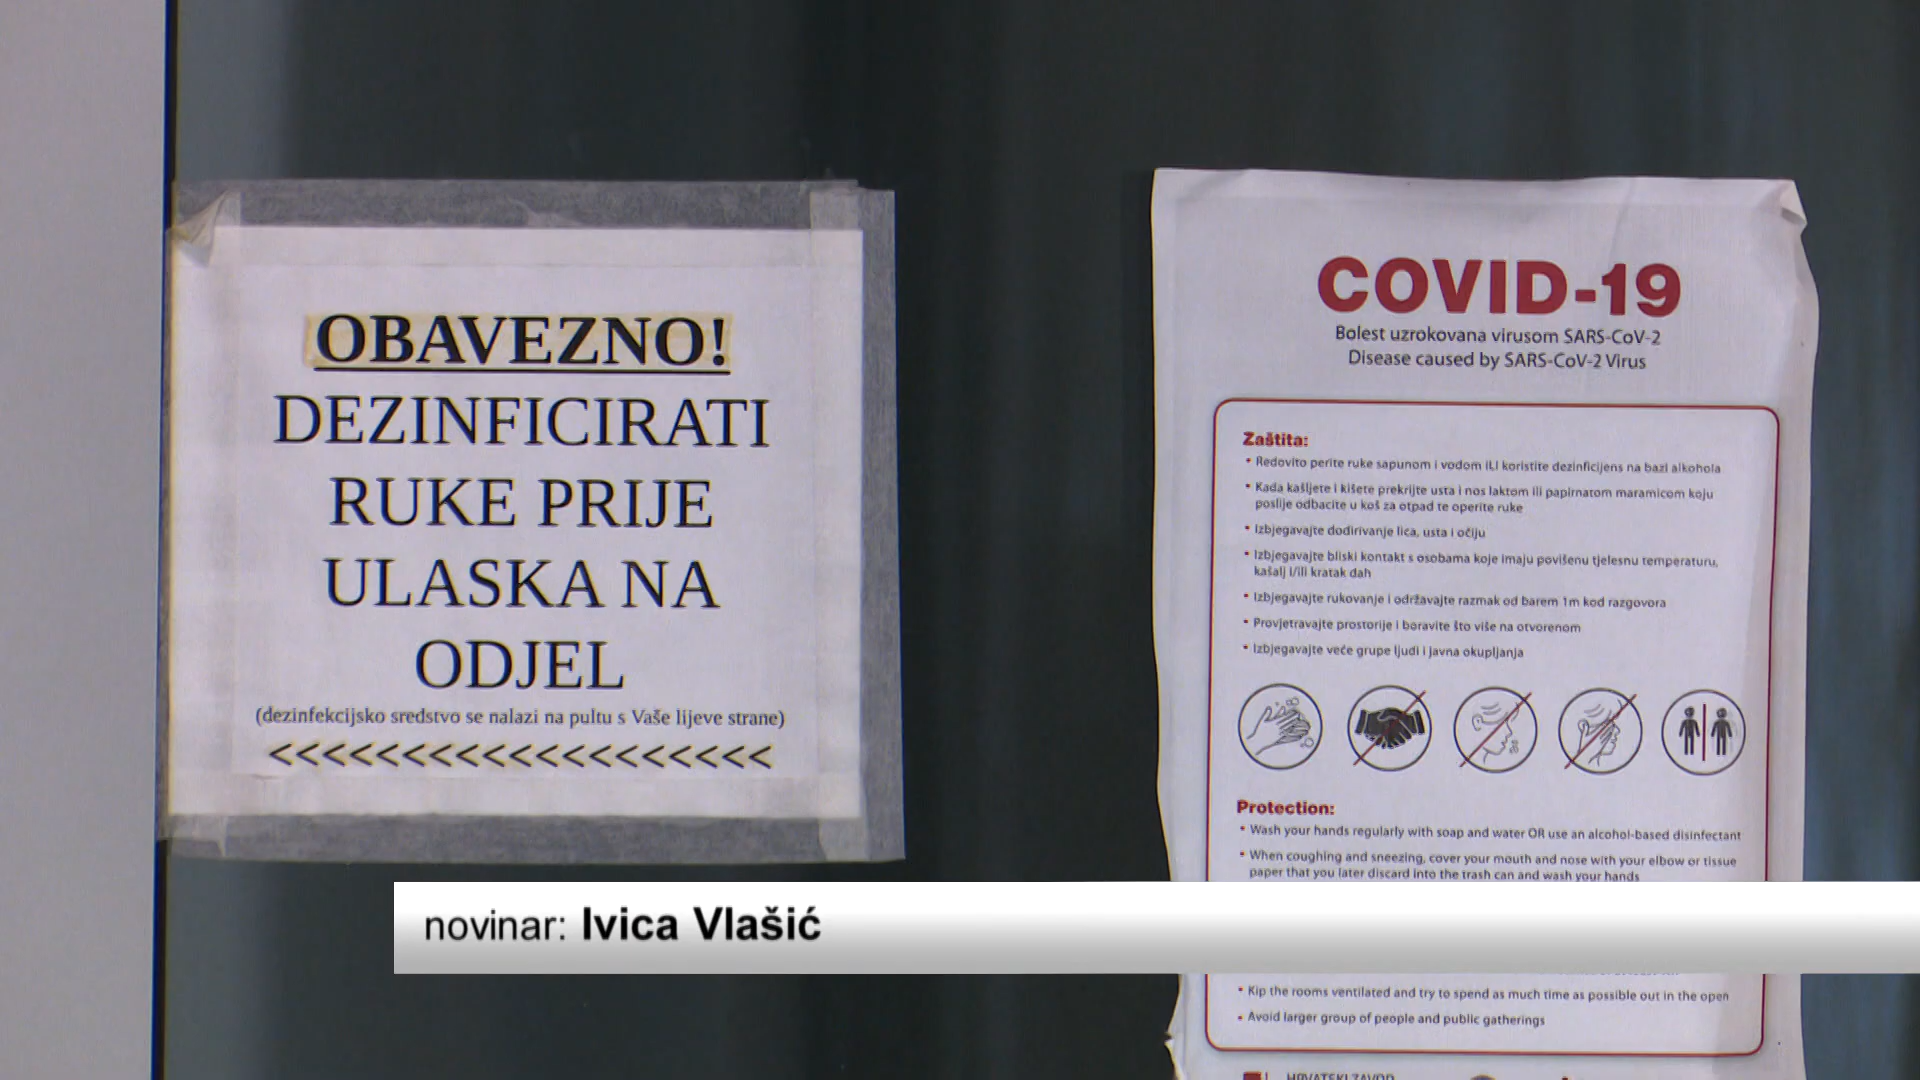 OBAVEZNO!
DEZINFICIRATI
RUKE PRIJE
ULASKA NA
ODJEL
(dezinfekcijsko sredstvo se nalazi na pultu s Vaše lijeve strane)
<<<<<<<<<<<<<<<<<<<
COVID-19
Bolest uzrokovana virusom SARS-CoV-2
Disease caused by SARS-CoV-2 Virus
Zaštita:
• Redovito perite ruke sapunom i vodom ILI koristite dezinficijens na bazi alkohola
• Kada kašljete i kišete prekrijte usta i nos laktom ili papirnatom maramicom koju
poslije odbacite u koš za otpad te operite ruke
• Izbjegavajte dodirivanje lica, usta i očiju
• Izbjegavajte bliski kontakt s osobama koje imaju povišenu tjelesnu temperaturu,
kašalj i/ili kratak dah
• Izbjegavajte rukovanje i održavajte razmak od barem 1m kod razgovora
• Provjetravajte prostorije i boravite što više na otvorenom
• Izbjegavajte veće grupe ljudi i javna okupljanja
Protection:
• Wash your hands regularly with soap and water OR use an alcohol-based disinfectant
• When coughing and sneezing, cover your mouth and nose with your elbow or tissue
paper that you later discard into the trash can and wash your hands
• Kip the rooms ventilated and try to spend as much time as possible out in the open
• Avoid larger group of people and public gatherings
HRVATSKI ZAVOD
novinar: Ivica Vlašić